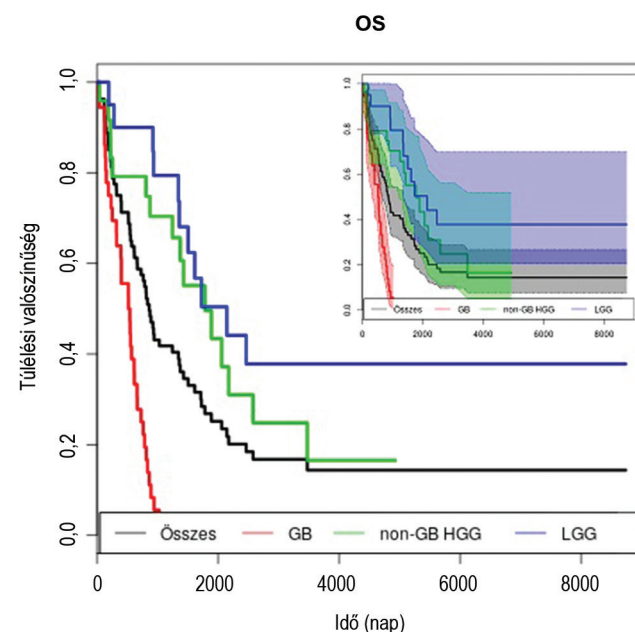 OS
Túlélési valószínűség
1,0
0,8
0,6
0,4
0,2
0,0
0 2000 4000 6000 8000
Idő (nap)
Összes GB non-GB HGG LGG
1,0
0,8
0,6
0,4
0,2
0,0
Összes GB non-GB HGG LGG
0 2000 4000 6000 8000